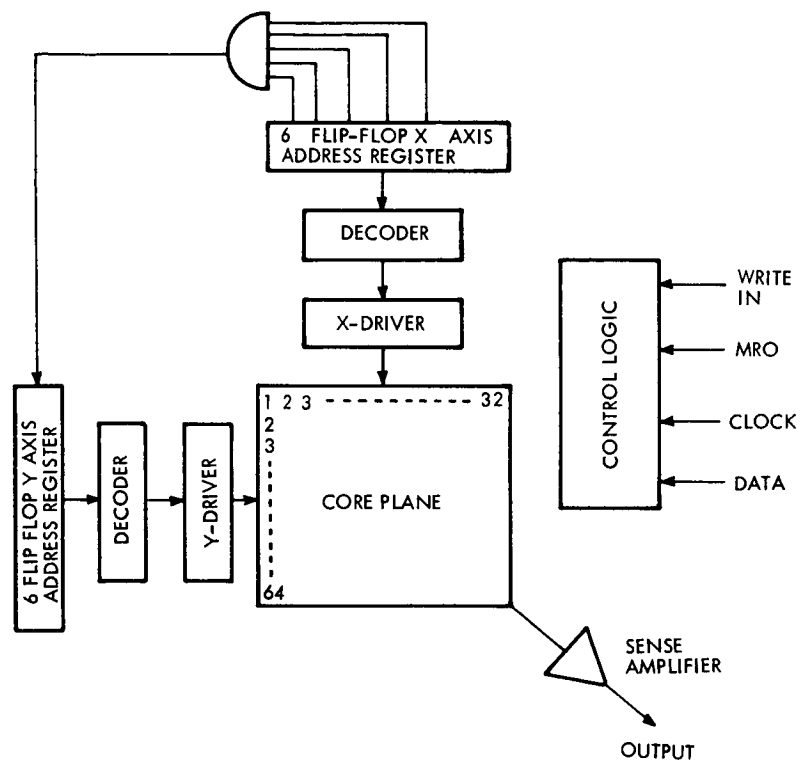 6 FLIP-FLOP X AXIS
ADDRESS REGISTER
DECODER
X-DRIVER
WRITE
IN
MRO
CLOCK
DATA
CONTROL LOGIC
1 2 3 ------------ 32
2
3
64
CORE PLANE
6 FLIP FLOP Y AXIS
ADDRESS REGISTER
DECODER
Y-DRIVER
SENSE
AMPLIFIER
OUTPUT